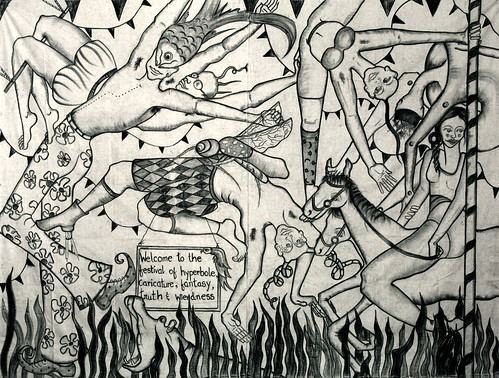 Welcome to the
festival of hyperbole,
caricature, fantasy,
truth & weirdness